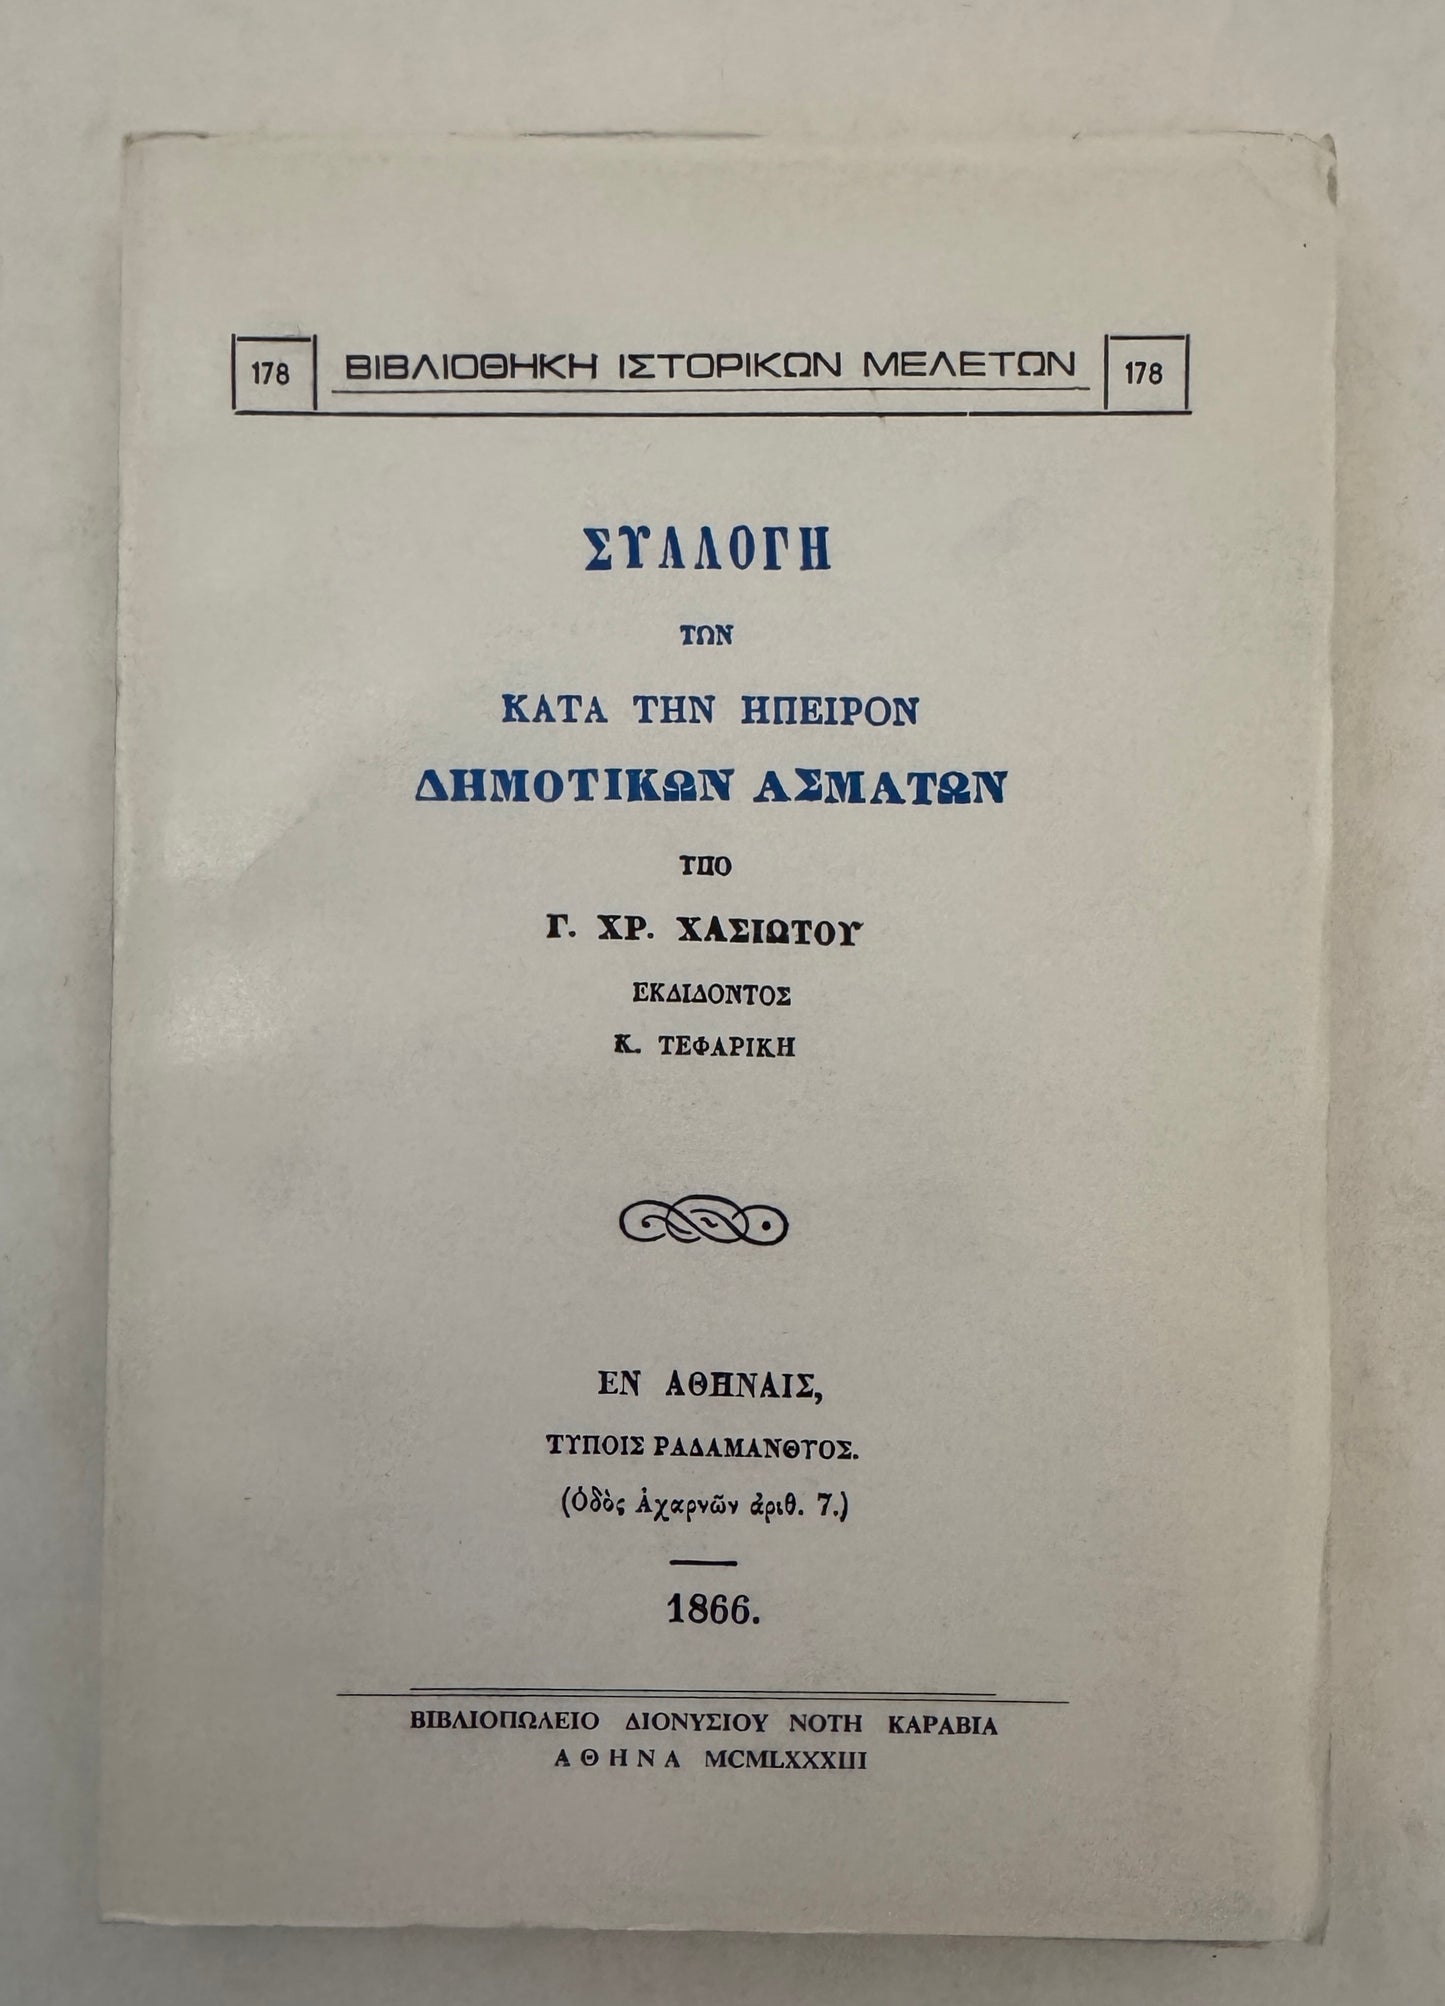 178 ΒΙΒΛΙΟΘΗΚΗ ΙΣΤΟΡΙΚΩΝ ΜΕΛΕΤΩΝ 178
ΣΥΛΛΟΓΗ
ΤΩΝ
ΚΑΤΑ ΤΗΝ ΗΠΕΙΡΟΝ
ΔΗΜΟΤΙΚΩΝ ΑΣΜΑΤΩΝ
ΥΠΟ
Γ. ΧΡ. ΧΑΣΙΩΤΟΥ
ΕΚΔΙΔΟΝΤΟΣ
Κ. ΤΕΦΑΡΙΚΗ
ΕΝ ΑΘΗΝΑΙΣ,
ΤΥΠΟΙΣ ΡΑΔΑΜΑΝΘΥΟΣ.
(Ὁδὸς Ἀχαρνῶν ἀριθ. 7.)
1866.
ΒΙΒΛΙΟΠΩΛΕΙΟ ΔΙΟΝΥΣΙΟΥ ΝΟΤΗ ΚΑΡΑΒΙΑ
ΑΘΗΝΑ MCMLXXXIII